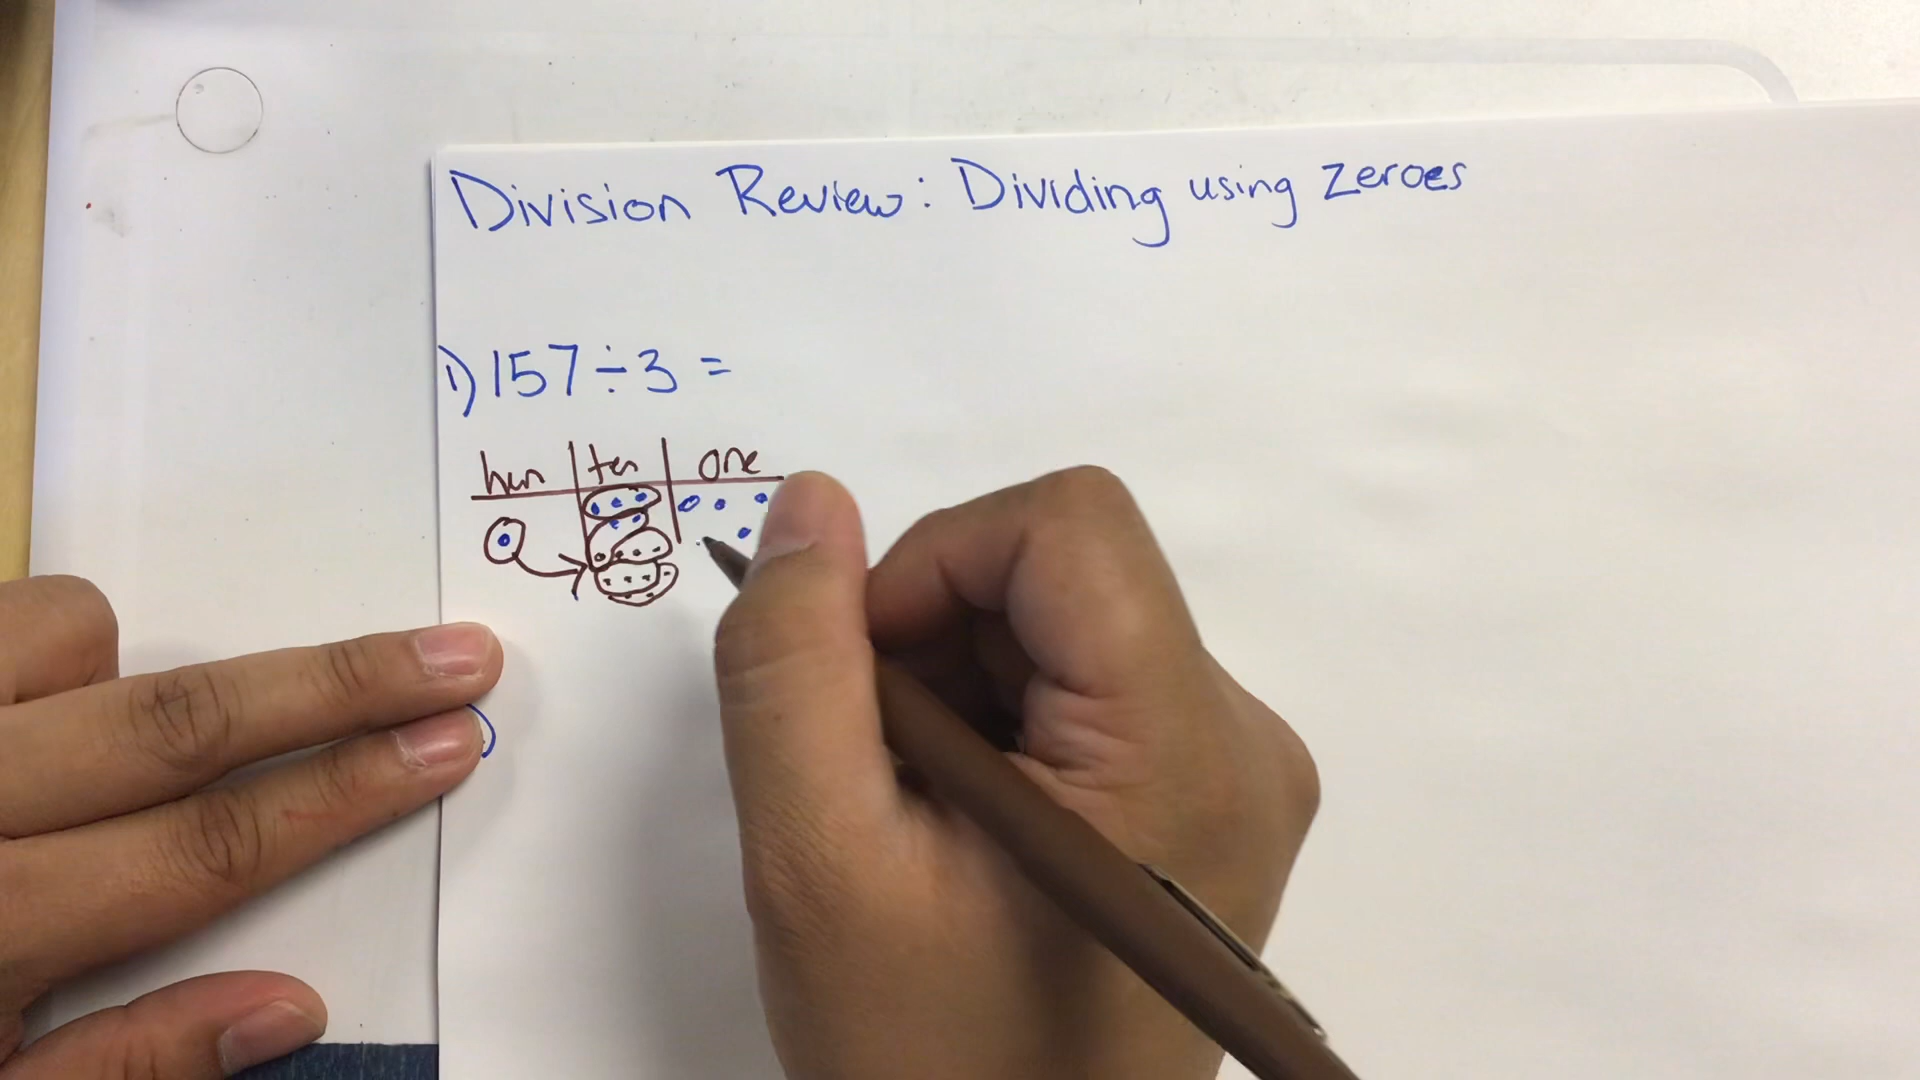 Division Review: Dividing using zeroes
1) 157 ÷ 3 =
hun ten one
)